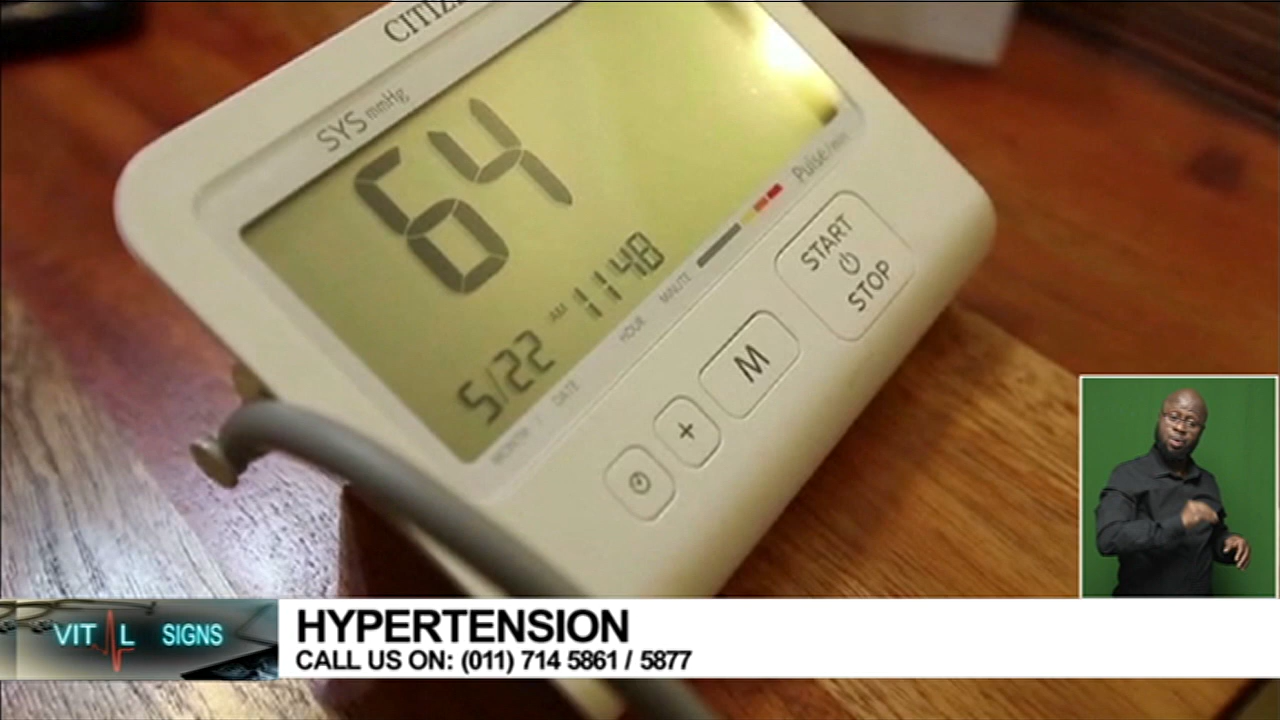 CITIZ
SYS mmHg
64
5/22 AM 11 48
MONTH / DATE HOUR MINUTE
Pulse/min
START
STOP
M
+
VIT L SIGNS
HYPERTENSION
CALL US ON: (011) 714 5861 / 5877